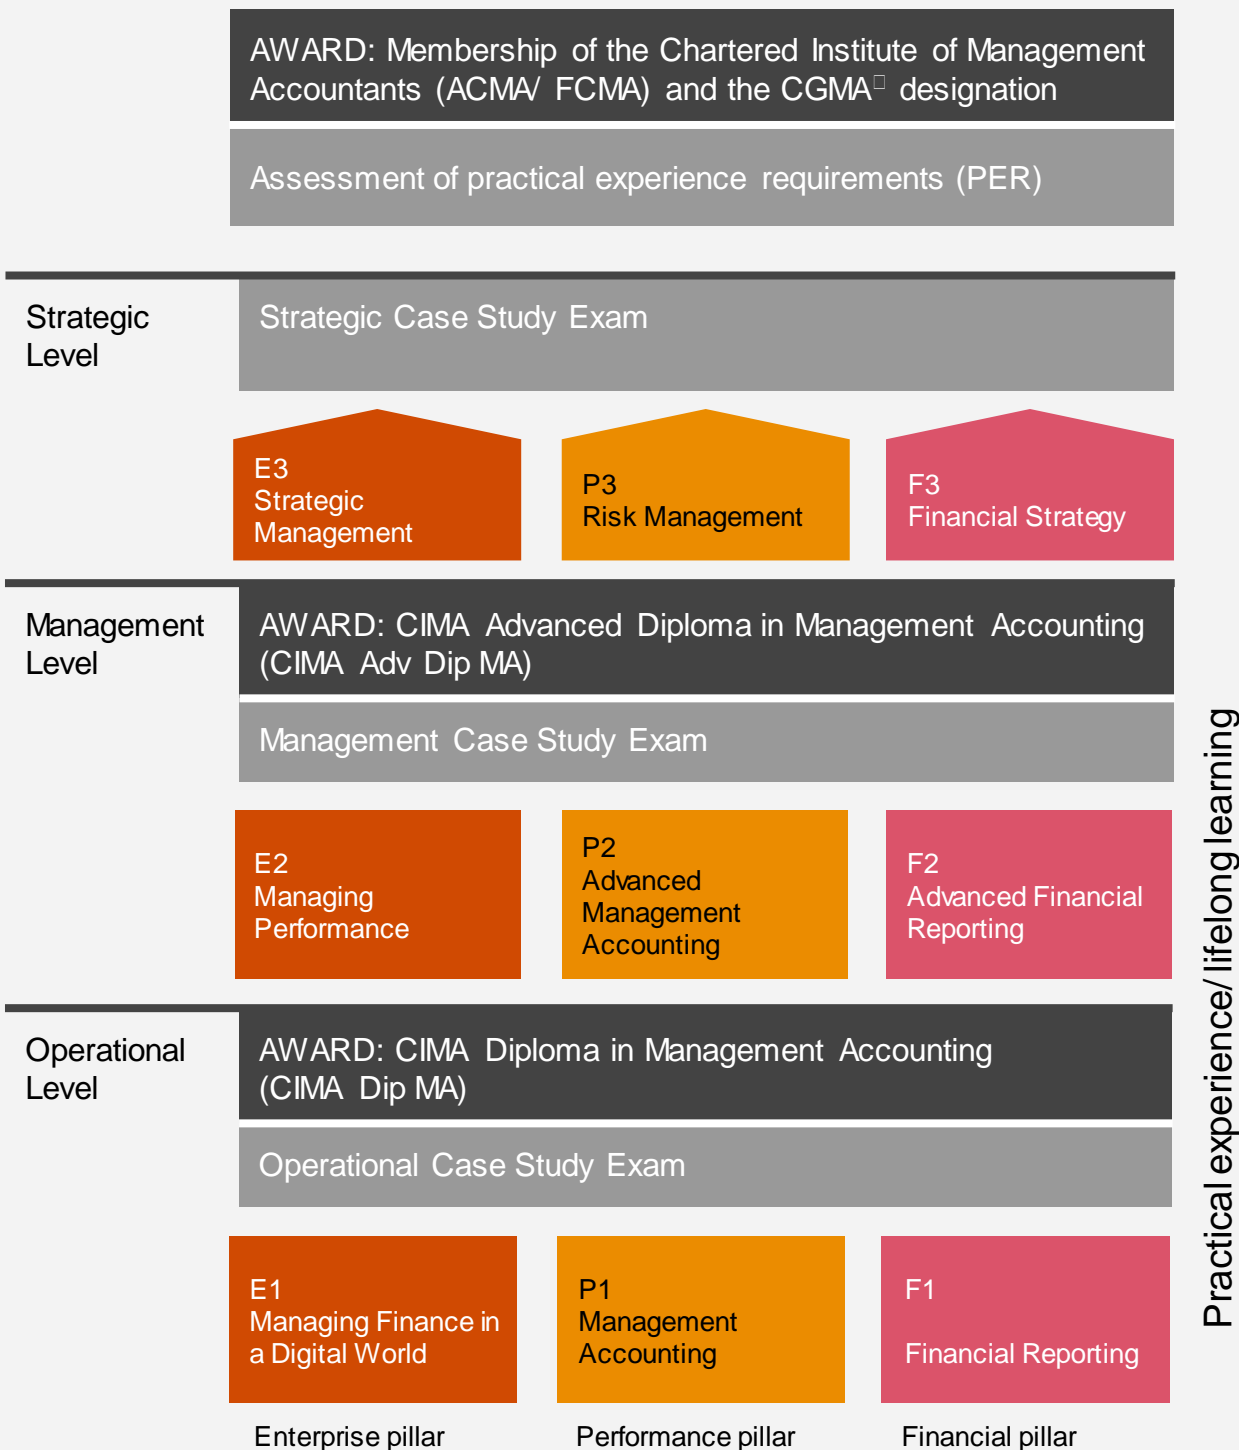 AWARD: Membership of the Chartered Institute of Management
Accountants (ACMA/ FCMA) and the CGMA□ designation
Assessment of practical experience requirements (PER)
Strategic
Level
Strategic Case Study Exam
E3
Strategic
Management
P3
Risk Management
F3
Financial Strategy
Management
Level
AWARD: CIMA Advanced Diploma in Management Accounting
(CIMA Adv Dip MA)
Management Case Study Exam
E2
Managing
Performance
P2
Advanced
Management
Accounting
F2
Advanced Financial
Reporting
Operational
Level
AWARD: CIMA Diploma in Management Accounting
(CIMA Dip MA)
Operational Case Study Exam
E1
Managing Finance in
a Digital World
P1
Management
Accounting
F1
Financial Reporting
Enterprise pillar
Performance pillar
Financial pillar
Practical experience/ lifelong learning